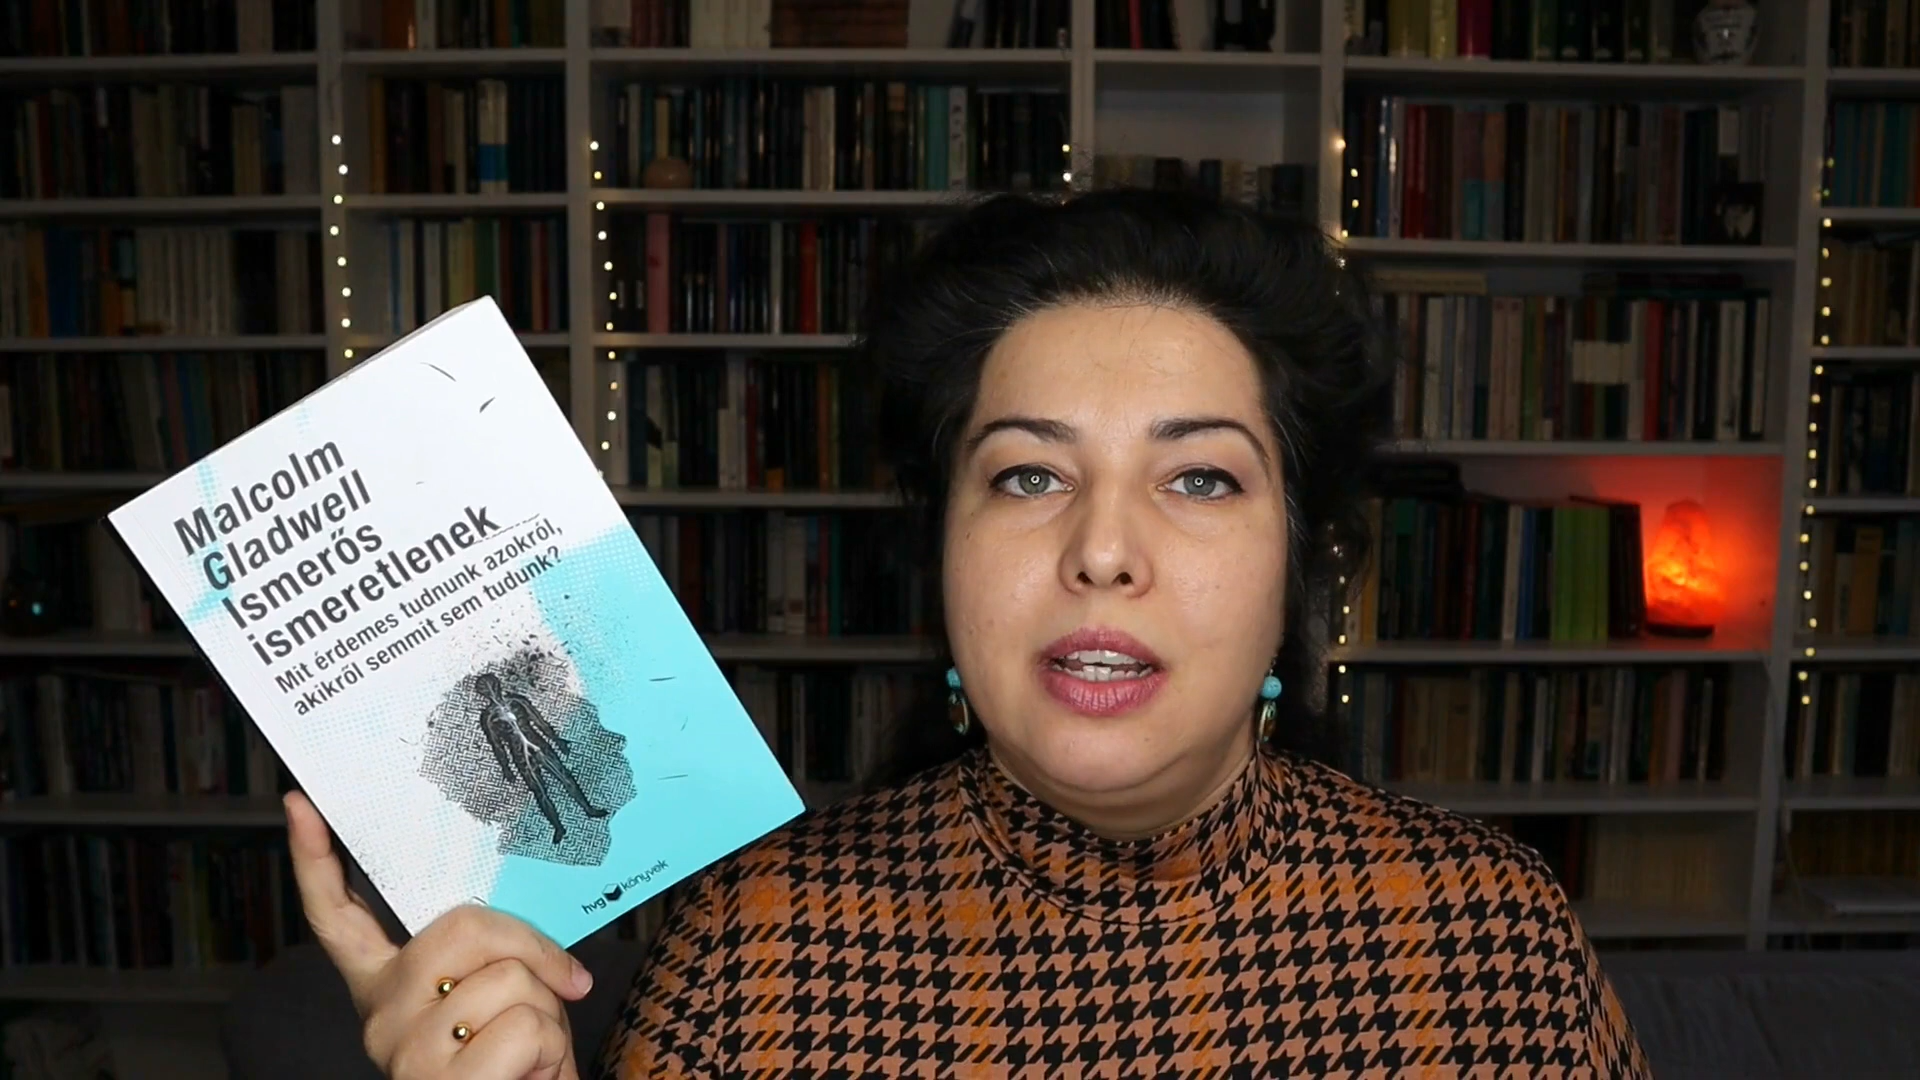 Malcolm
Gladwell
Ismerős
ismeretlenek
Mit érdemes tudnunk azokról,
akikről semmit sem tudunk?
hvg könyvek